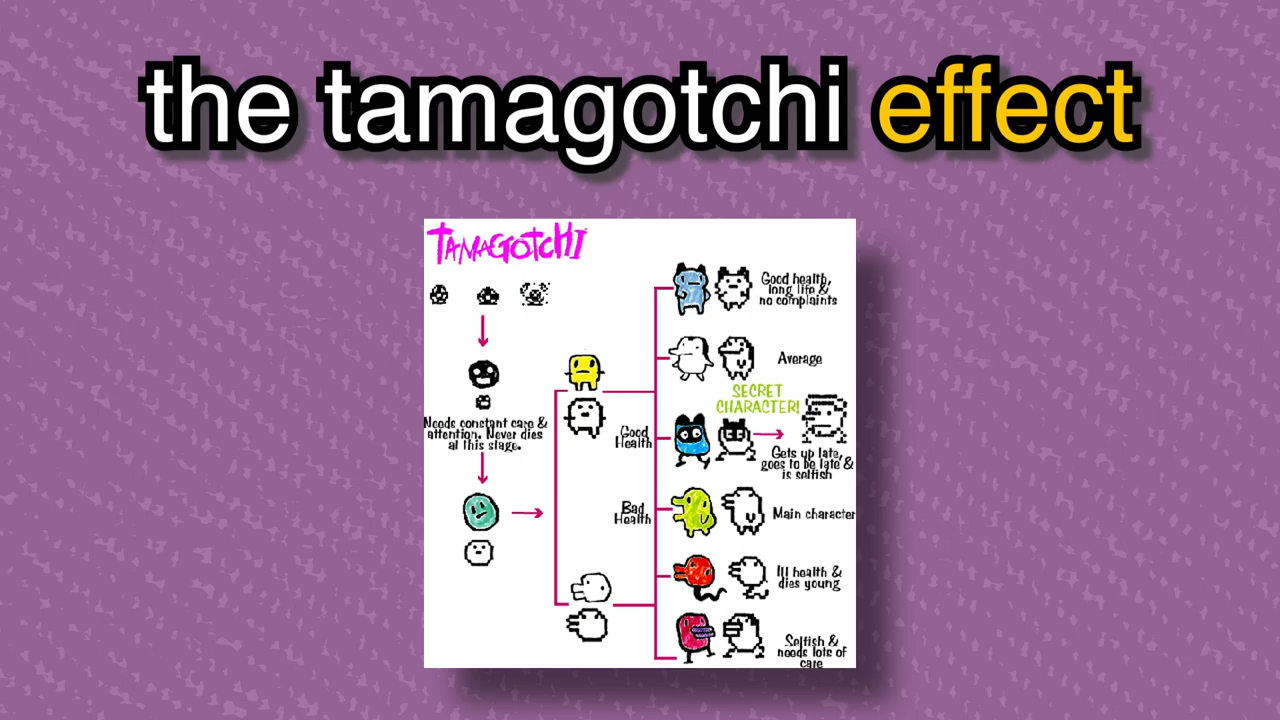 the tamagotchi effect
TAMAGOTCHI
Good health,
long life &
no complaints
Average
SECRET
CHARACTER!
Needs constant care &
attention. Never dies
at this stage.
Good
Health
Gets up late,
goes to be late &
is selfish
Bad
Health
Main character
Ill health &
dies young
Selfish &
needs lots of
care